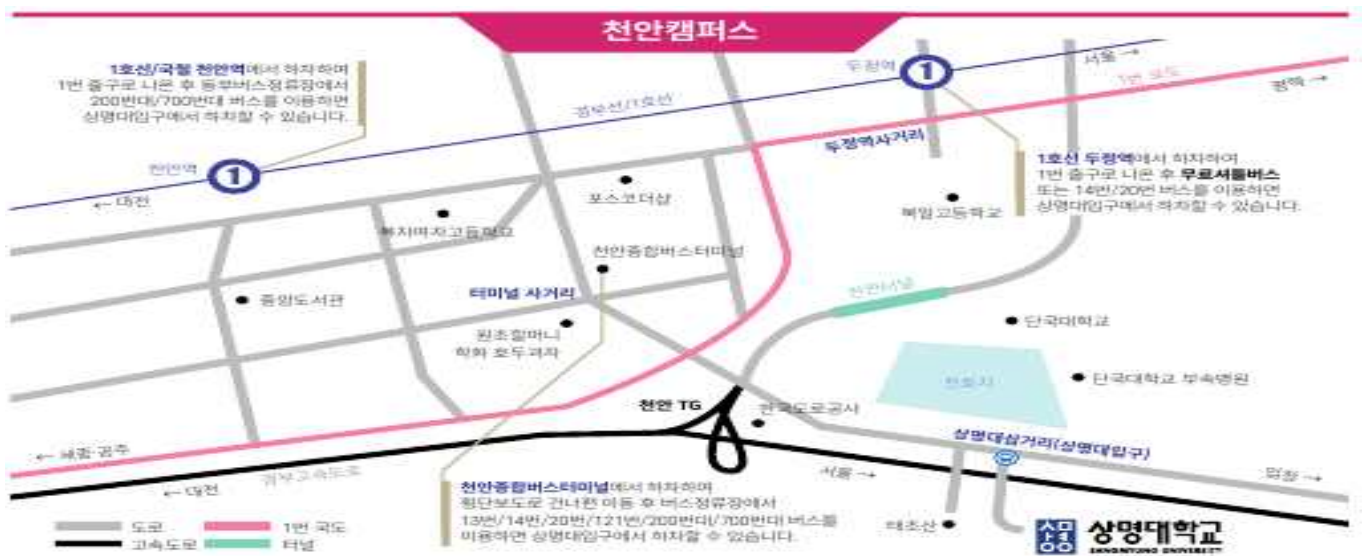 천안캠퍼스
1호선/국철 천안역에서 하차하여
1번 출구로 나온 후 동부버스정류장에서
200번대/700번대 버스를 이용하면
상명대입구에서 하차할 수 있습니다.
두정역
1
서울 →
1번 국도
평택 →
경부선/1호선
두정역사거리
천안역
1
← 대전
1호선 두정역에서 하차하여
1번 출구로 나온 후 무료셔틀버스
또는 14번/20번 버스를 이용하면
상명대입구에서 하차할 수 있습니다.
포스코더샵
북일고등학교
복자여자고등학교
천안종합버스터미널
중앙도서관
터미널 사거리
천안터널
원조할머니
학화 호두과자
단국대학교
천호지
단국대학교 부속병원
천안 TG
한국도로공사
상명대삼거리(상명대입구)
← 세종·공주
경부고속도로
← 대전
서울 →
천안종합버스터미널에서 하차하여
횡단보도로 건너편 이동 후 버스정류장에서
13번/14번/20번/121번/200번대/700번대 버스를
이용하면 상명대입구에서 하차할 수 있습니다.
태조산
도로
1번 국도
고속도로
터널
상명대학교
SANGMYUNG UNIVERSITY